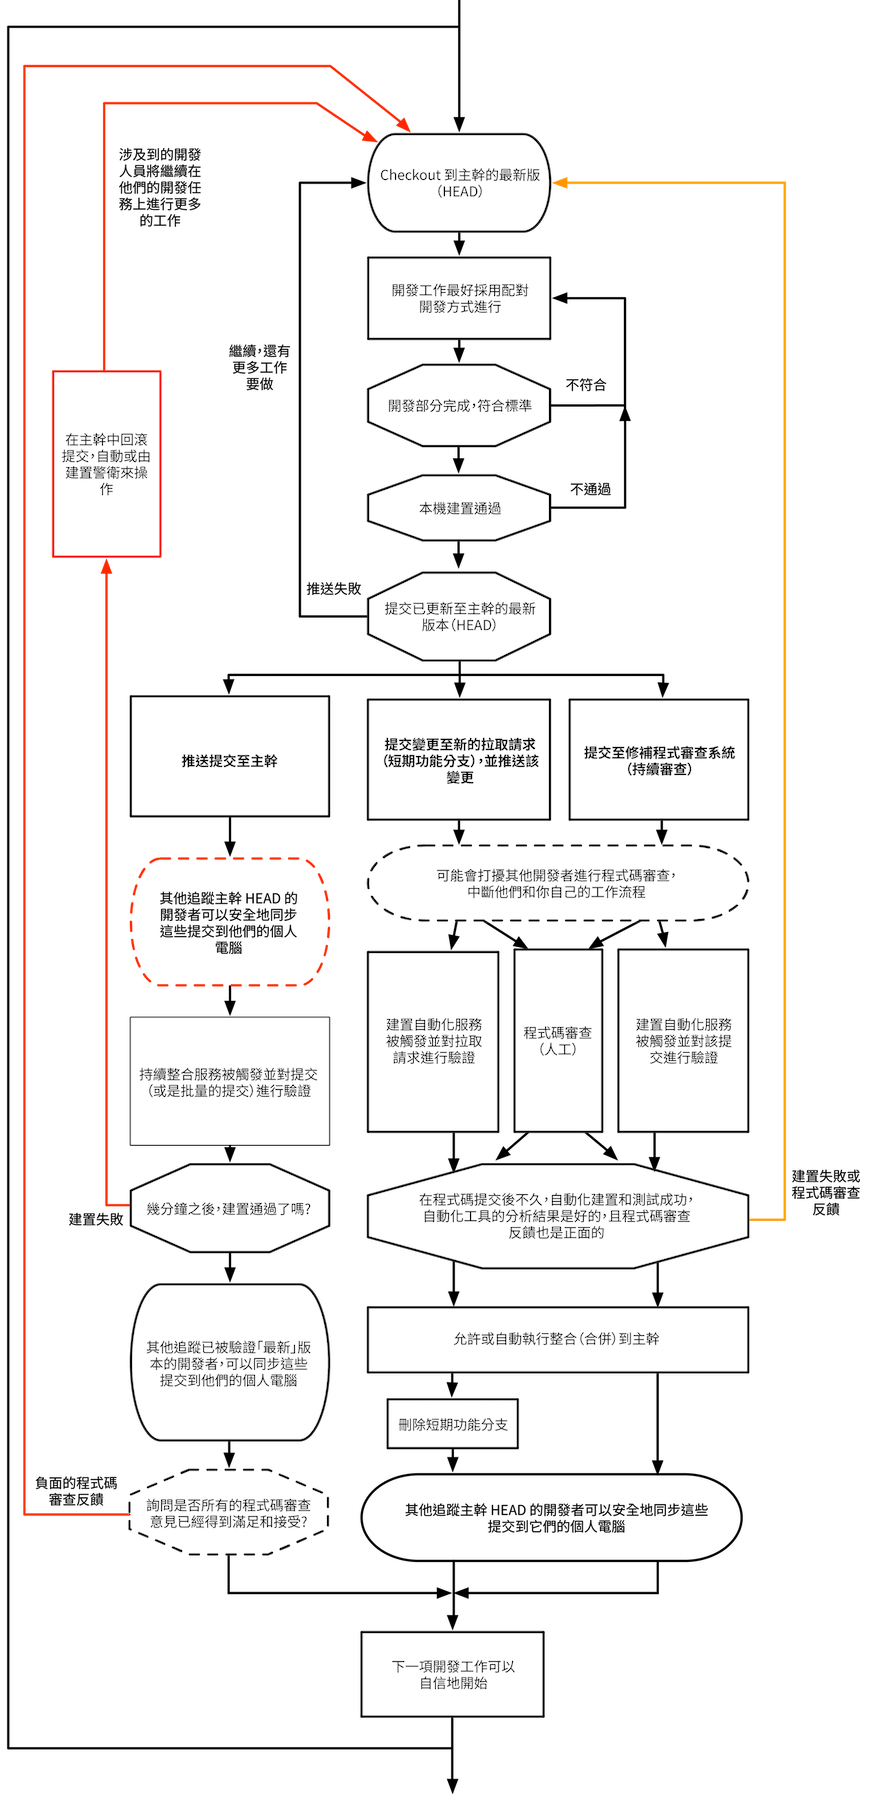 Checkout 到主幹的最新版
（HEAD）
涉及到的開發
人員將繼續在
他們的開發任
務上進行更多
的工作
開發工作最好採用配對
開發方式進行
繼續，還有
更多工作
要做
不符合
開發部分完成，符合標準
在主幹中回滾
提交，自動或由
建置警衛來操
作
不通過
本機建置通過
推送失敗
提交已更新至主幹的最新
版本（HEAD）
推送提交至主幹
提交變更至新的拉取請求
（短期功能分支），並推送該
變更
提交至修補程式審查系統
（持續審查）
可能會打擾其他開發者進行程式碼審查，
中斷他們和你自己的工作流程
其他追蹤主幹 HEAD 的
開發者可以安全地同步
這些提交到他們的個人
電腦
建置自動化服務
被觸發並對拉取
請求進行驗證
程式碼審查
（人工）
建置自動化服務
被觸發並對該提
交進行驗證
持續整合服務被觸發並對提交
（或是批量的提交）進行驗證
建置失敗
幾分鐘之後，建置通過了嗎？
在程式碼提交後不久，自動化建置和測試成功，
自動化工具的分析結果是好的，且程式碼審查
反饋也是正面的
建置失敗或
程式碼審查
反饋
其他追蹤已被驗證「最新」版
本的開發者，可以同步這些
提交到他們的個人電腦
允許或自動執行整合（合併）到主幹
刪除短期功能分支
負面的程式碼
審查反饋
詢問是否所有的程式碼審查
意見已經得到滿足和接受？
其他追蹤主幹 HEAD 的開發者可以安全地同步這些
提交到它們的個人電腦
下一項開發工作可以
自信地開始